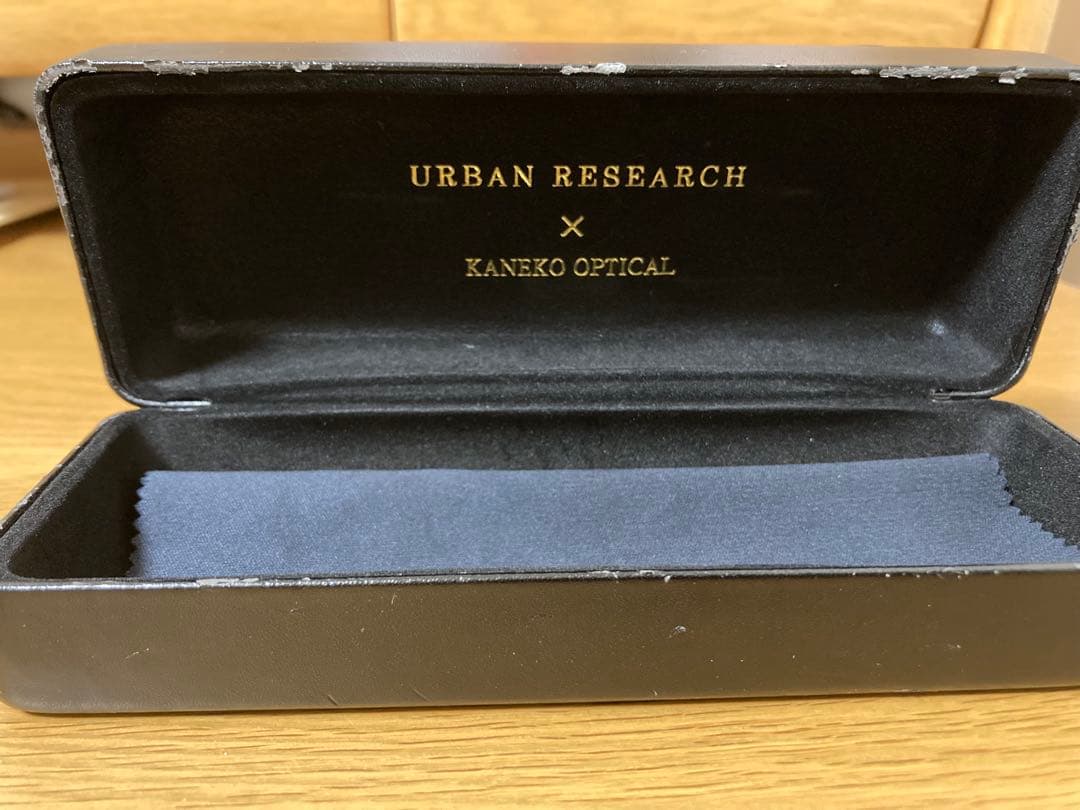 URBAN RESEARCH
×
KANEKO OPTICAL